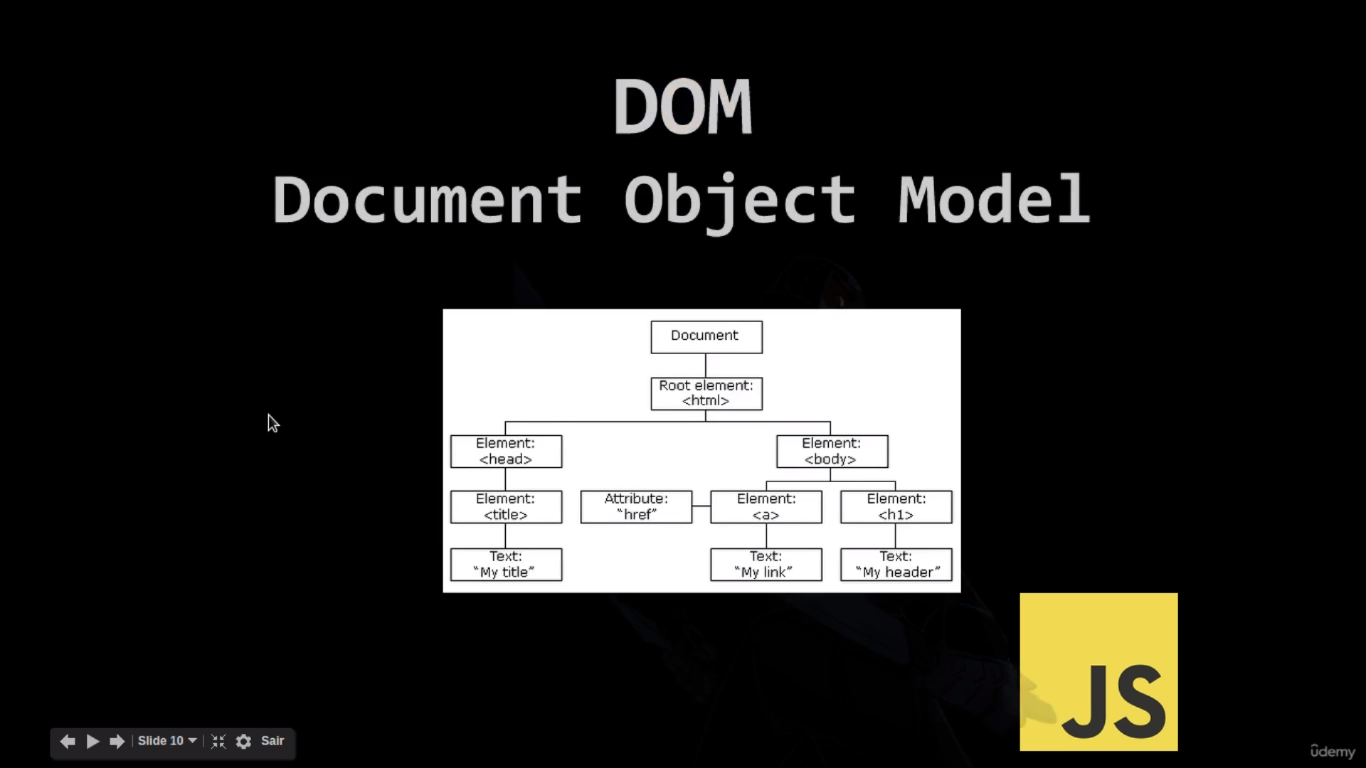 DOM
Document Object Model
Document
Root element:
<html>
Element:
<head>
Element:
<body>
Element:
<title>
Attribute:
“href”
Element:
<a>
Element:
<h1>
Text:
“My title”
Text:
“My link”
Text:
“My header”
JS
Slide 10
Sair
ûdemy